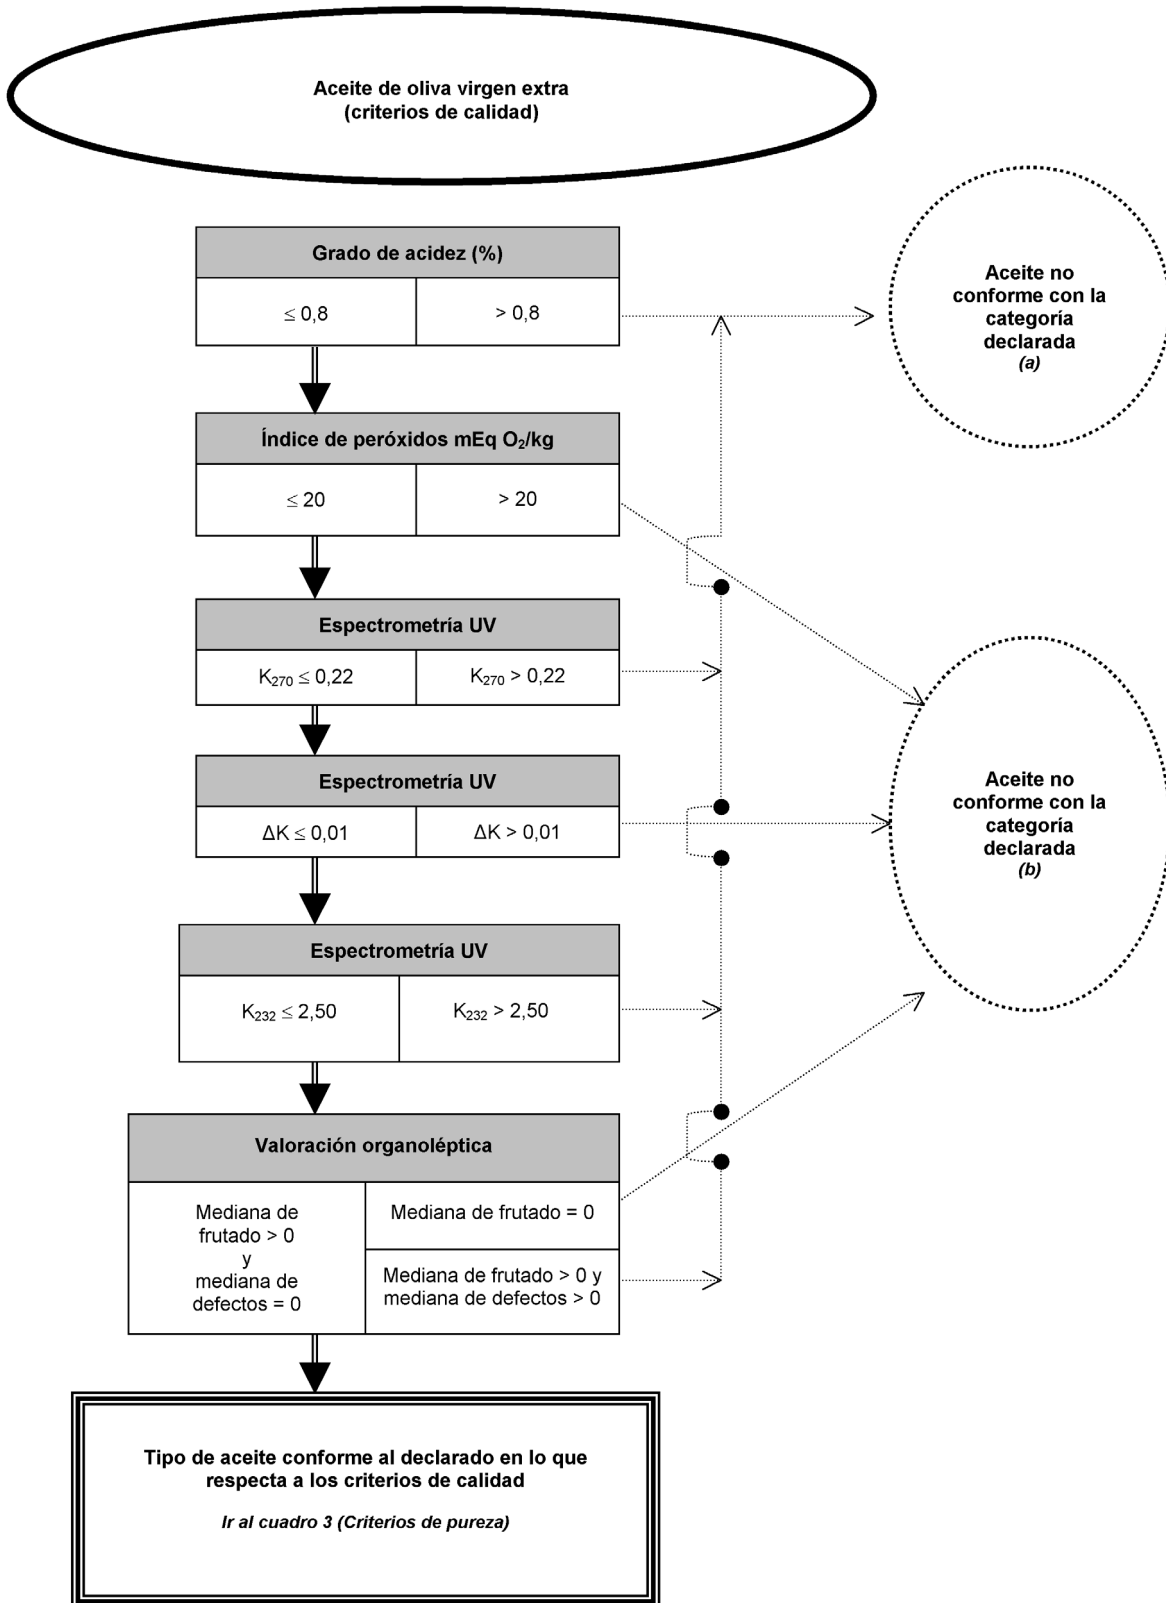 Aceite de oliva virgen extra
(criterios de calidad)
Grado de acidez (%)
≤ 0,8
> 0,8
Aceite no
conforme con la
categoría
declarada
(a)
Índice de peróxidos mEq O₂/kg
≤ 20
> 20
Espectrometría UV
K₂₇₀ ≤ 0,22
K₂₇₀ > 0,22
Espectrometría UV
ΔK ≤ 0,01
ΔK > 0,01
Aceite no
conforme con la
categoría
declarada
(b)
Espectrometría UV
K₂₃₂ ≤ 2,50
K₂₃₂ > 2,50
Valoración organoléptica
Mediana de
frutado > 0
y
mediana de
defectos = 0
Mediana de frutado = 0
Mediana de frutado > 0 y
mediana de defectos > 0
Tipo de aceite conforme al declarado en lo que
respecta a los criterios de calidad
Ir al cuadro 3 (Criterios de pureza)